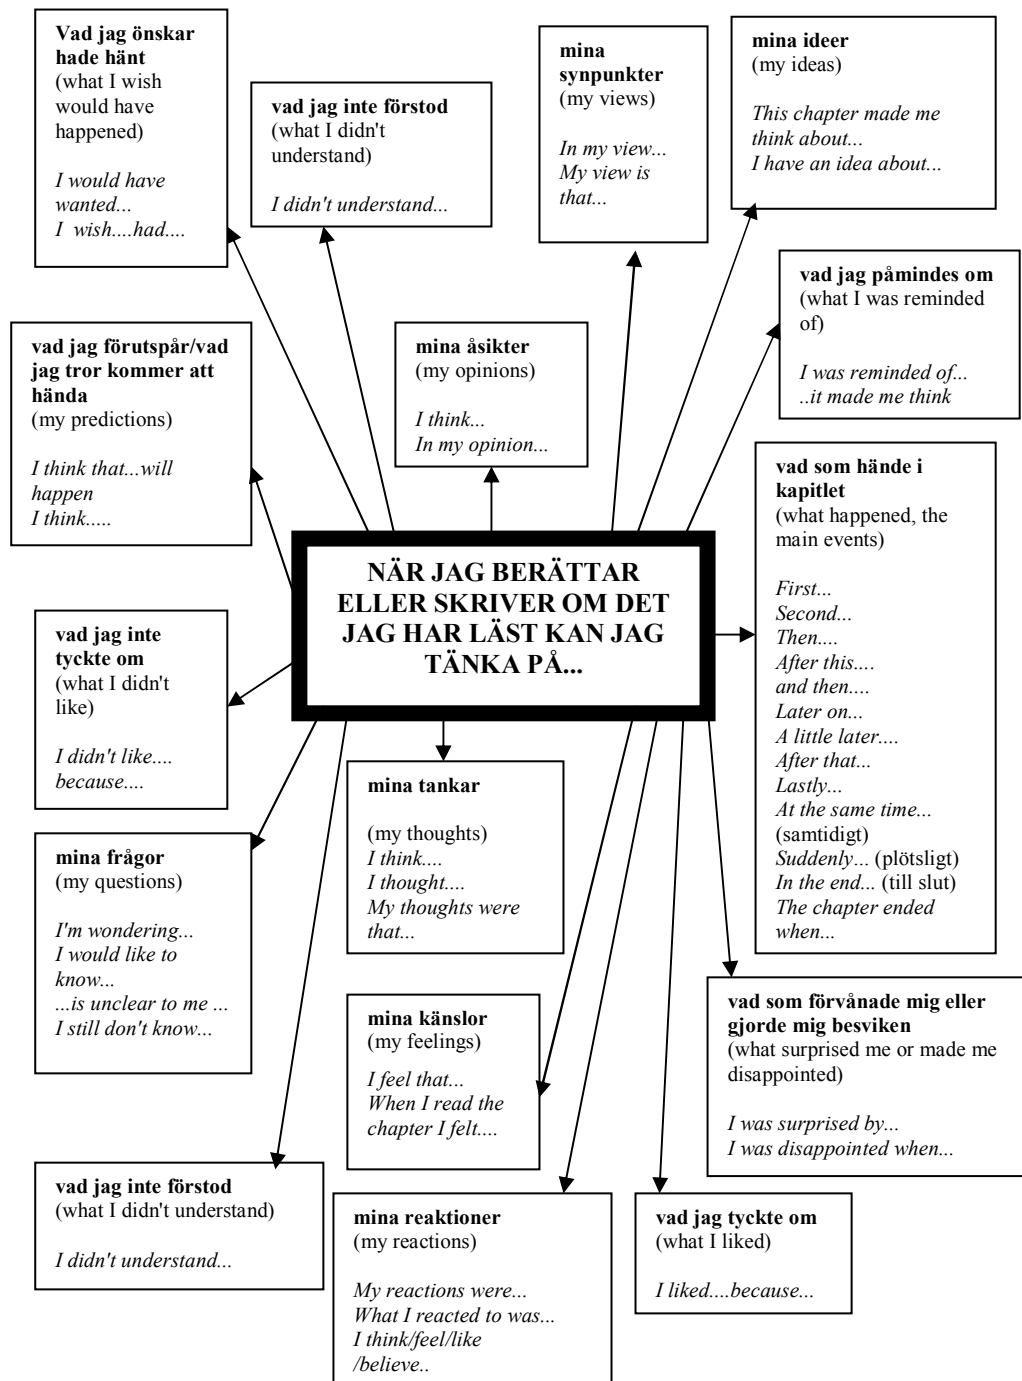 Vad jag önskar
hade hänt
(what I wish
would have
happened)
I would have
wanted...
I  wish....had....
vad jag inte förstod
(what I didn't
understand)
I didn't understand...
mina
synpunkter
(my views)
In my view...
My view is
that...
mina ideer
(my ideas)
This chapter made me
think about...
I have an idea about...
vad jag påmindes om
(what I was reminded
of)
I was reminded of...
..it made me think
vad jag förutspår/vad
jag tror kommer att
hända
(my predictions)
I think that...will
happen
I think.....
mina åsikter
(my opinions)
I think...
In my opinion...
vad som hände i
kapitlet
(what happened, the
main events)
First...
Second...
Then....
After this....
and then....
Later on...
A little later....
After that...
Lastly...
At the same time...
(samtidigt)
Suddenly... (plötsligt)
In the end... (till slut)
The chapter ended
when...
NÄR JAG BERÄTTAR
ELLER SKRIVER OM DET
JAG HAR LÄST KAN JAG
TÄNKA PÅ...
vad jag inte
tyckte om
(what I didn't
like)
I didn't like....
because....
mina tankar
(my thoughts)
I think....
I thought....
My thoughts were
that...
mina frågor
(my questions)
I'm wondering...
I would like to
know...
...is unclear to me ...
I still don't know...
mina känslor
(my feelings)
I feel that...
When I read the
chapter I felt....
vad som förvånade mig eller
gjorde mig besviken
(what surprised me or made me
disappointed)
I was surprised by...
I was disappointed when...
vad jag inte förstod
(what I didn't understand)
I didn't understand...
mina reaktioner
(my reactions)
My reactions were...
What I reacted to was...
I think/feel/like
/believe..
vad jag tyckte om
(what I liked)
I liked....because...